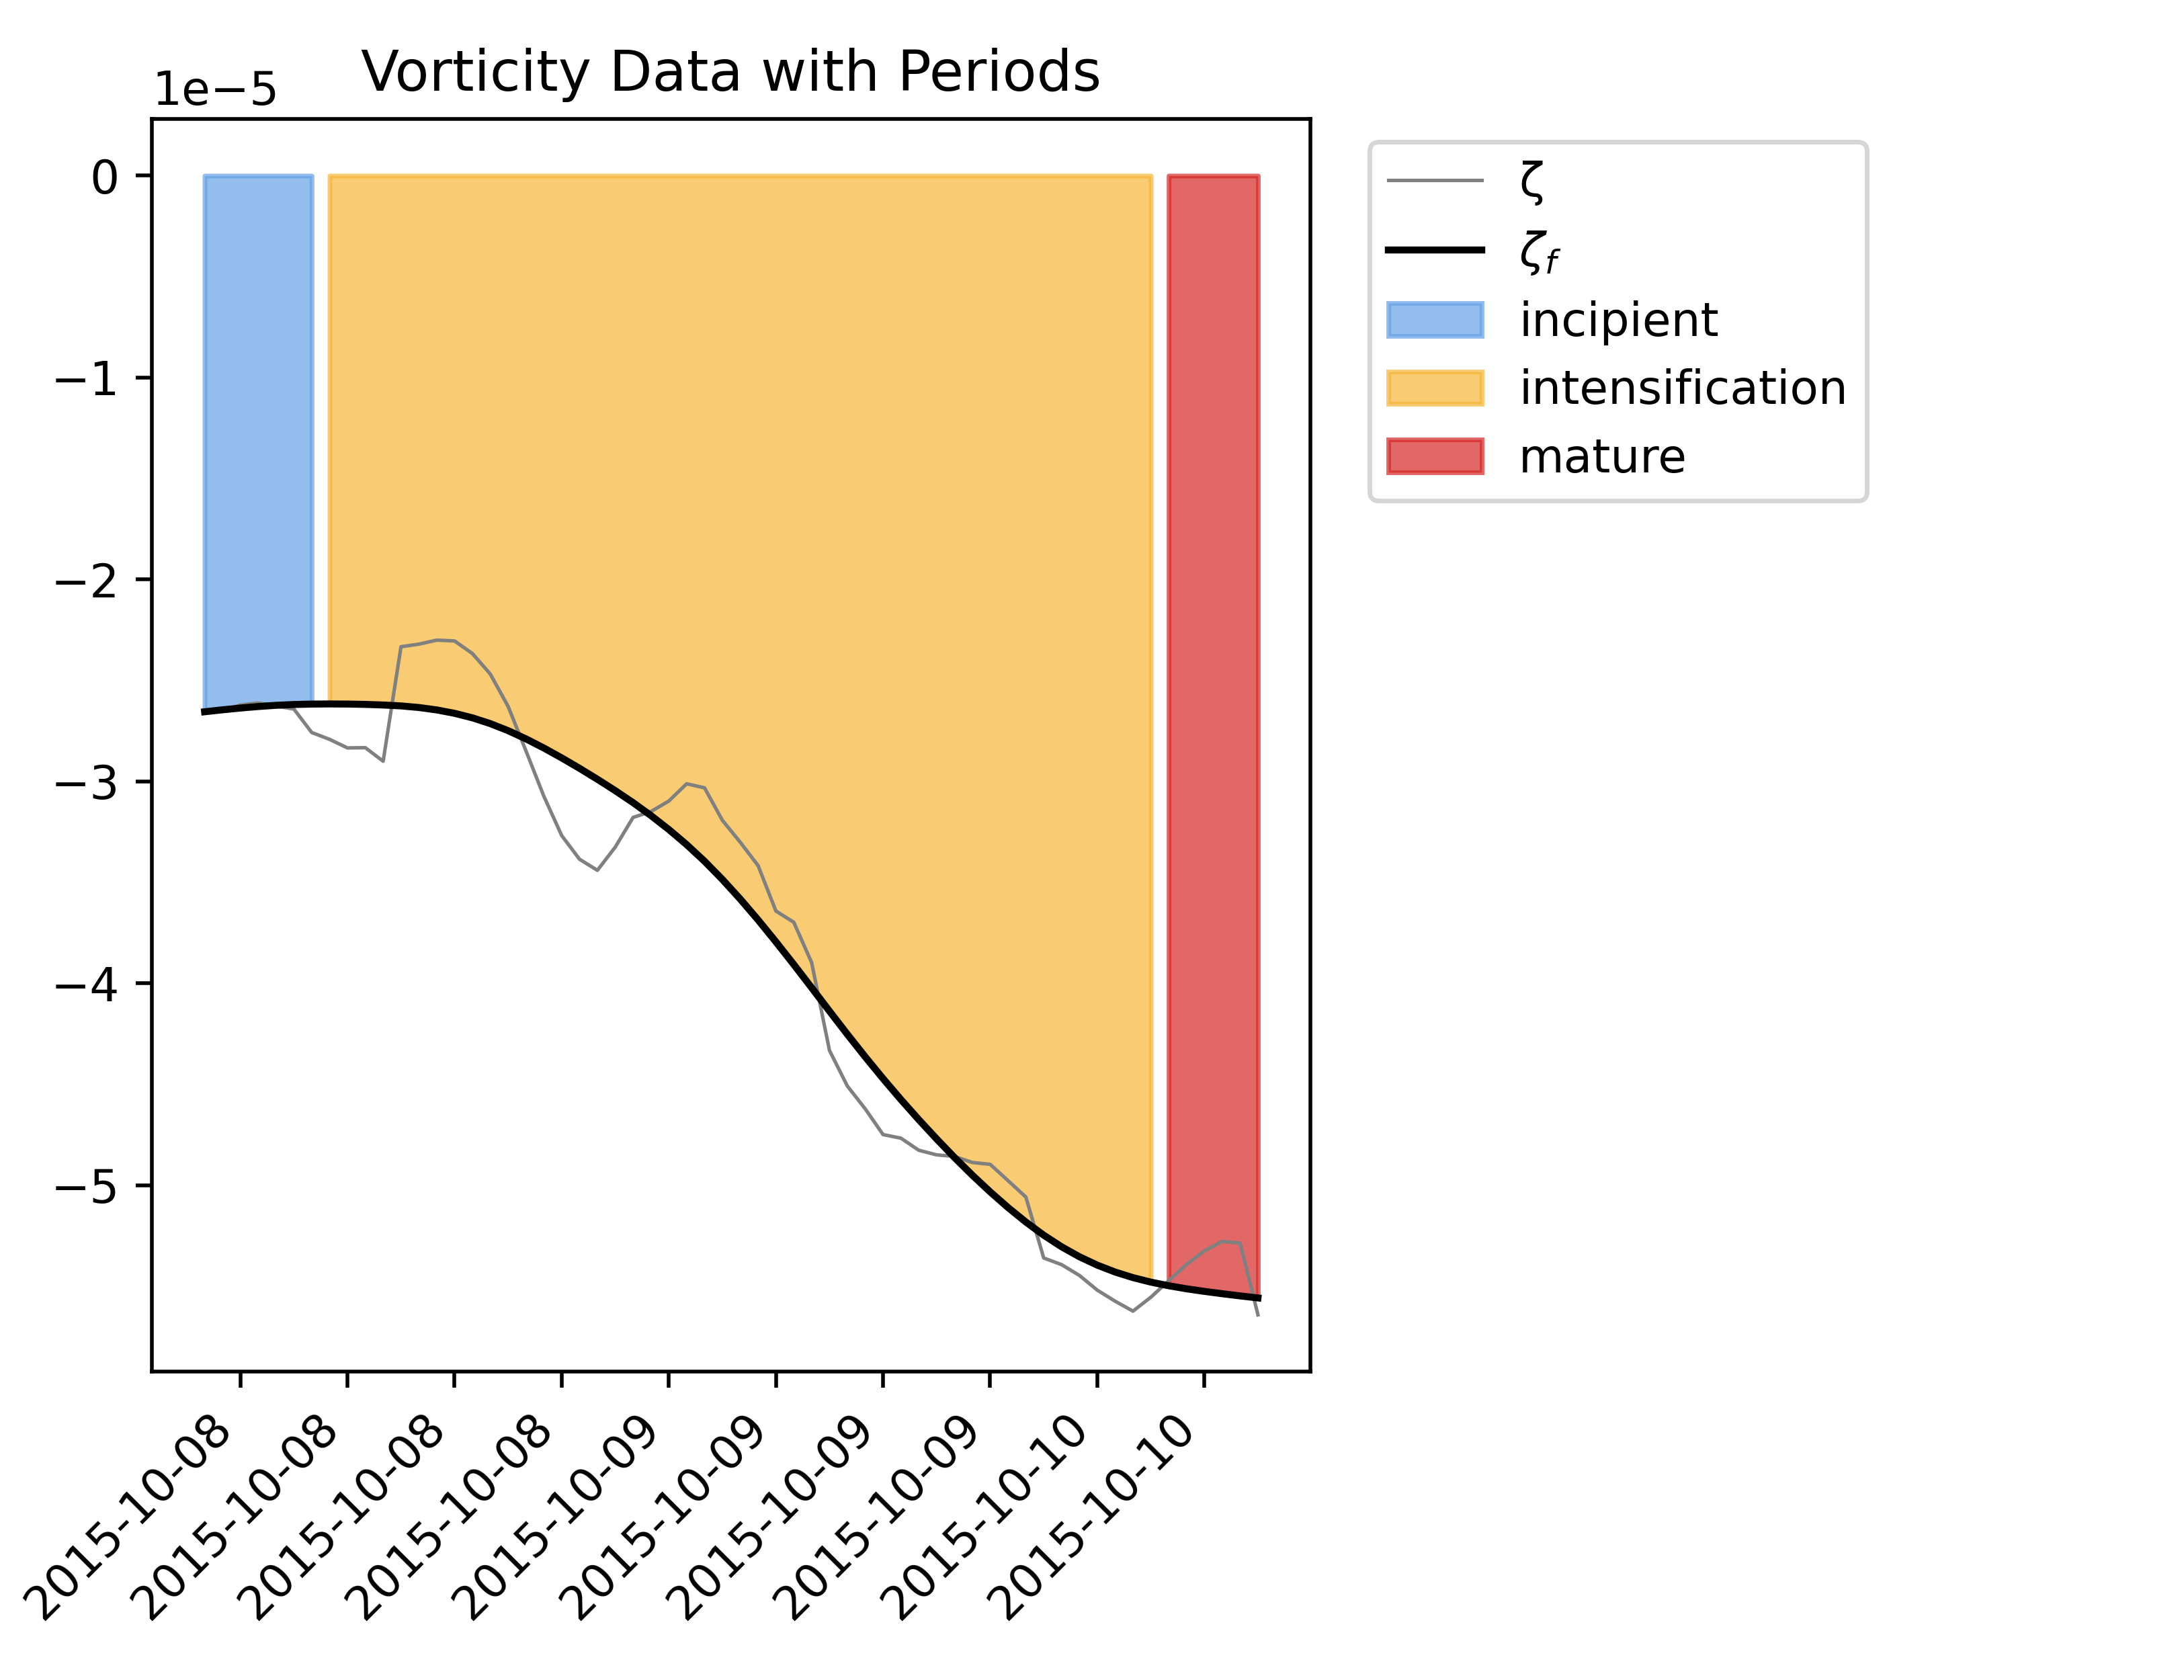 Vorticity Data with Periods
1e−5
0
−1
−2
−3
−4
−5
2015-10-08
2015-10-08
2015-10-08
2015-10-08
2015-10-09
2015-10-09
2015-10-09
2015-10-09
2015-10-10
2015-10-10
ζ
ζf
incipient
intensification
mature